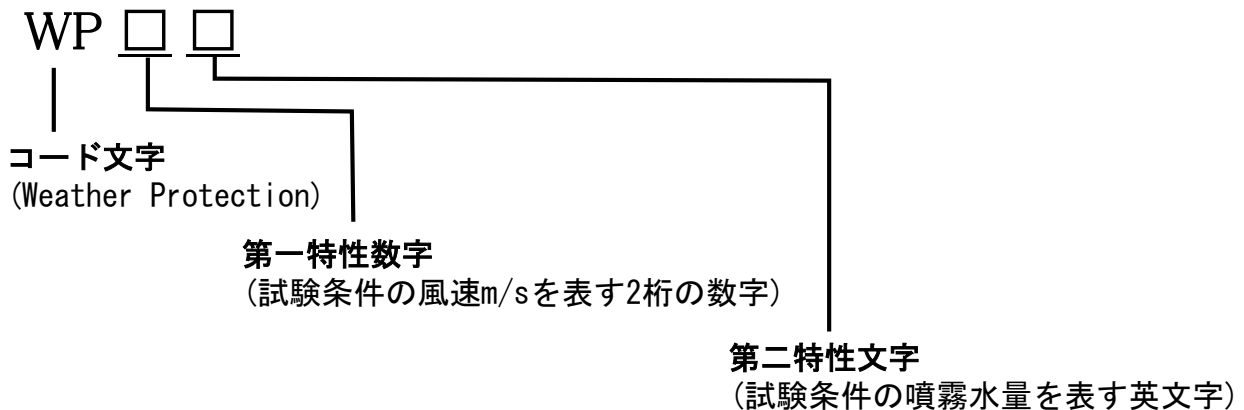 WP □ □
コード文字
(Weather Protection)
第一特性数字
(試験条件の風速m/sを表す2桁の数字)
第二特性文字
(試験条件の噴霧水量を表す英文字)